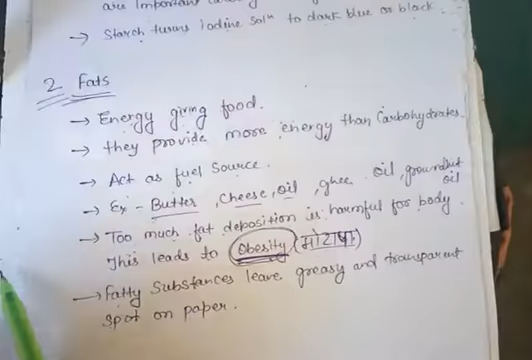 are Important
→ Starch turns Iodine solⁿ to dark blue or black
2 Fats
→ Energy giving food.
→ they provide more energy than Carbohydrates.
→ Act as fuel Source.
→ Ex - Butter, Cheese, oil, ghee oil, groundnut
oil
→ Too much fat deposition is harmful for body.
This leads to Obesity (मोटापा)
→ Fatty Substances leave greasy and transparent
spot on paper.